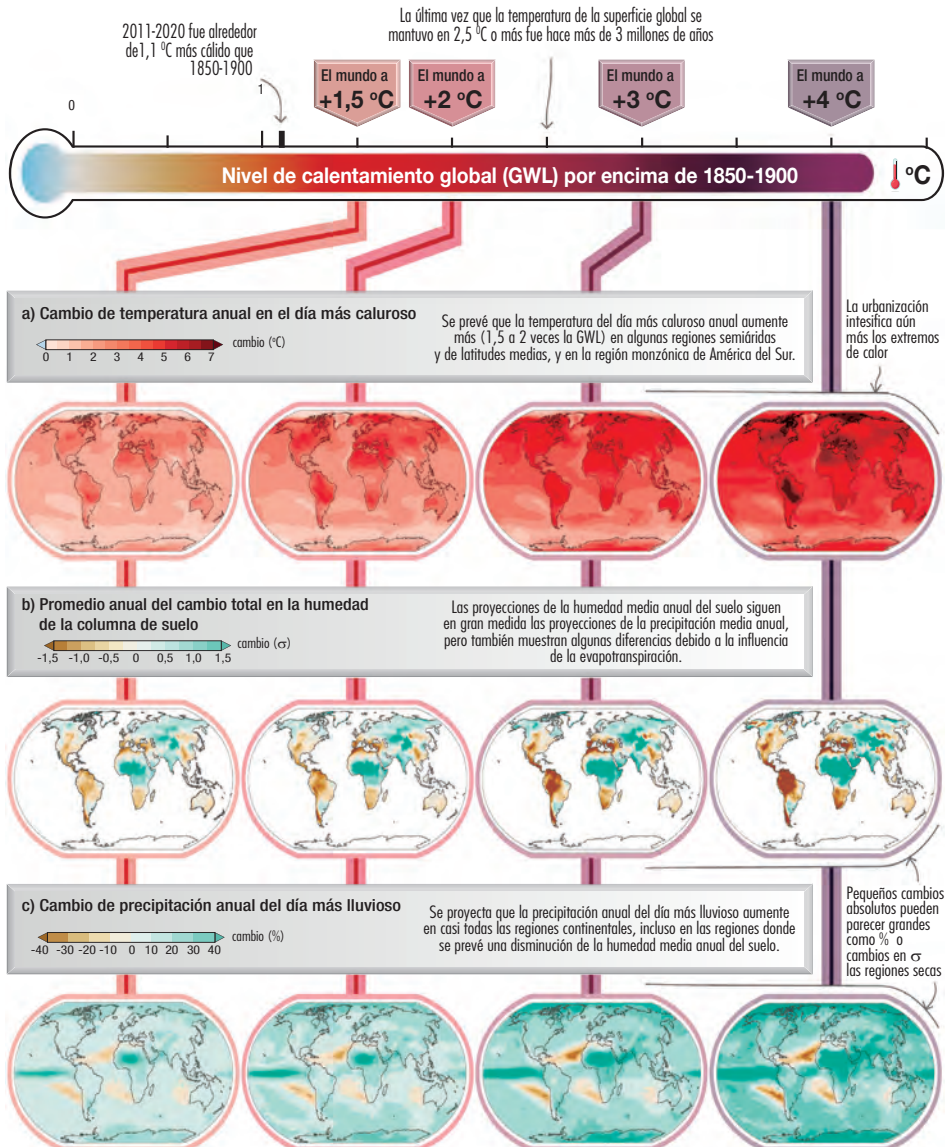 La última vez que la temperatura de la superficie global se
mantuvo en 2,5 ⁰C o más fue hace más de 3 millones de años
2011-2020 fue alrededor
de1,1 ⁰C más cálido que
1850-1900
El mundo a
+1,5 ºC
El mundo a
+2 ºC
El mundo a
+3 ºC
El mundo a
+4 ºC
0
1
Nivel de calentamiento global (GWL) por encima de 1850-1900
ºC
a) Cambio de temperatura anual en el día más caluroso
cambio (ºC)
0 1 2 3 4 5 6 7
Se prevé que la temperatura del día más caluroso anual aumente
más (1,5 a 2 veces la GWL) en algunas regiones semiáridas
y de latitudes medias, y en la región monzónica de América del Sur.
La urbanización
intesifica aún
más los extremos
de calor
b) Promedio anual del cambio total en la humedad
de la columna de suelo
cambio (σ)
-1,5 -1,0 -0,5 0 0,5 1,0 1,5
Las proyecciones de la humedad media anual del suelo siguen
en gran medida las proyecciones de la precipitación media anual,
pero también muestran algunas diferencias debido a la influencia
de la evapotranspiración.
c) Cambio de precipitación anual del día más lluvioso
cambio (%)
-40 -30 -20 -10 0 10 20 30 40
Se proyecta que la precipitación anual del día más lluvioso aumente
en casi todas las regiones continentales, incluso en las regiones donde
se prevé una disminución de la humedad media anual del suelo.
Pequeños cambios
absolutos pueden
parecer grandes
como % o
cambios en σ
las regiones secas